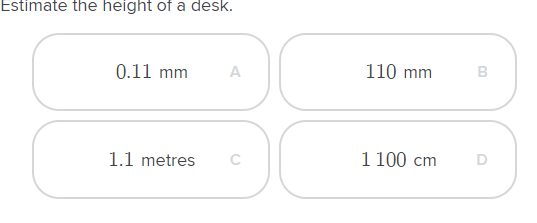 Estimate the height of a desk.
0.11 mm A
110 mm B
1.1 metres C
1 100 cm D